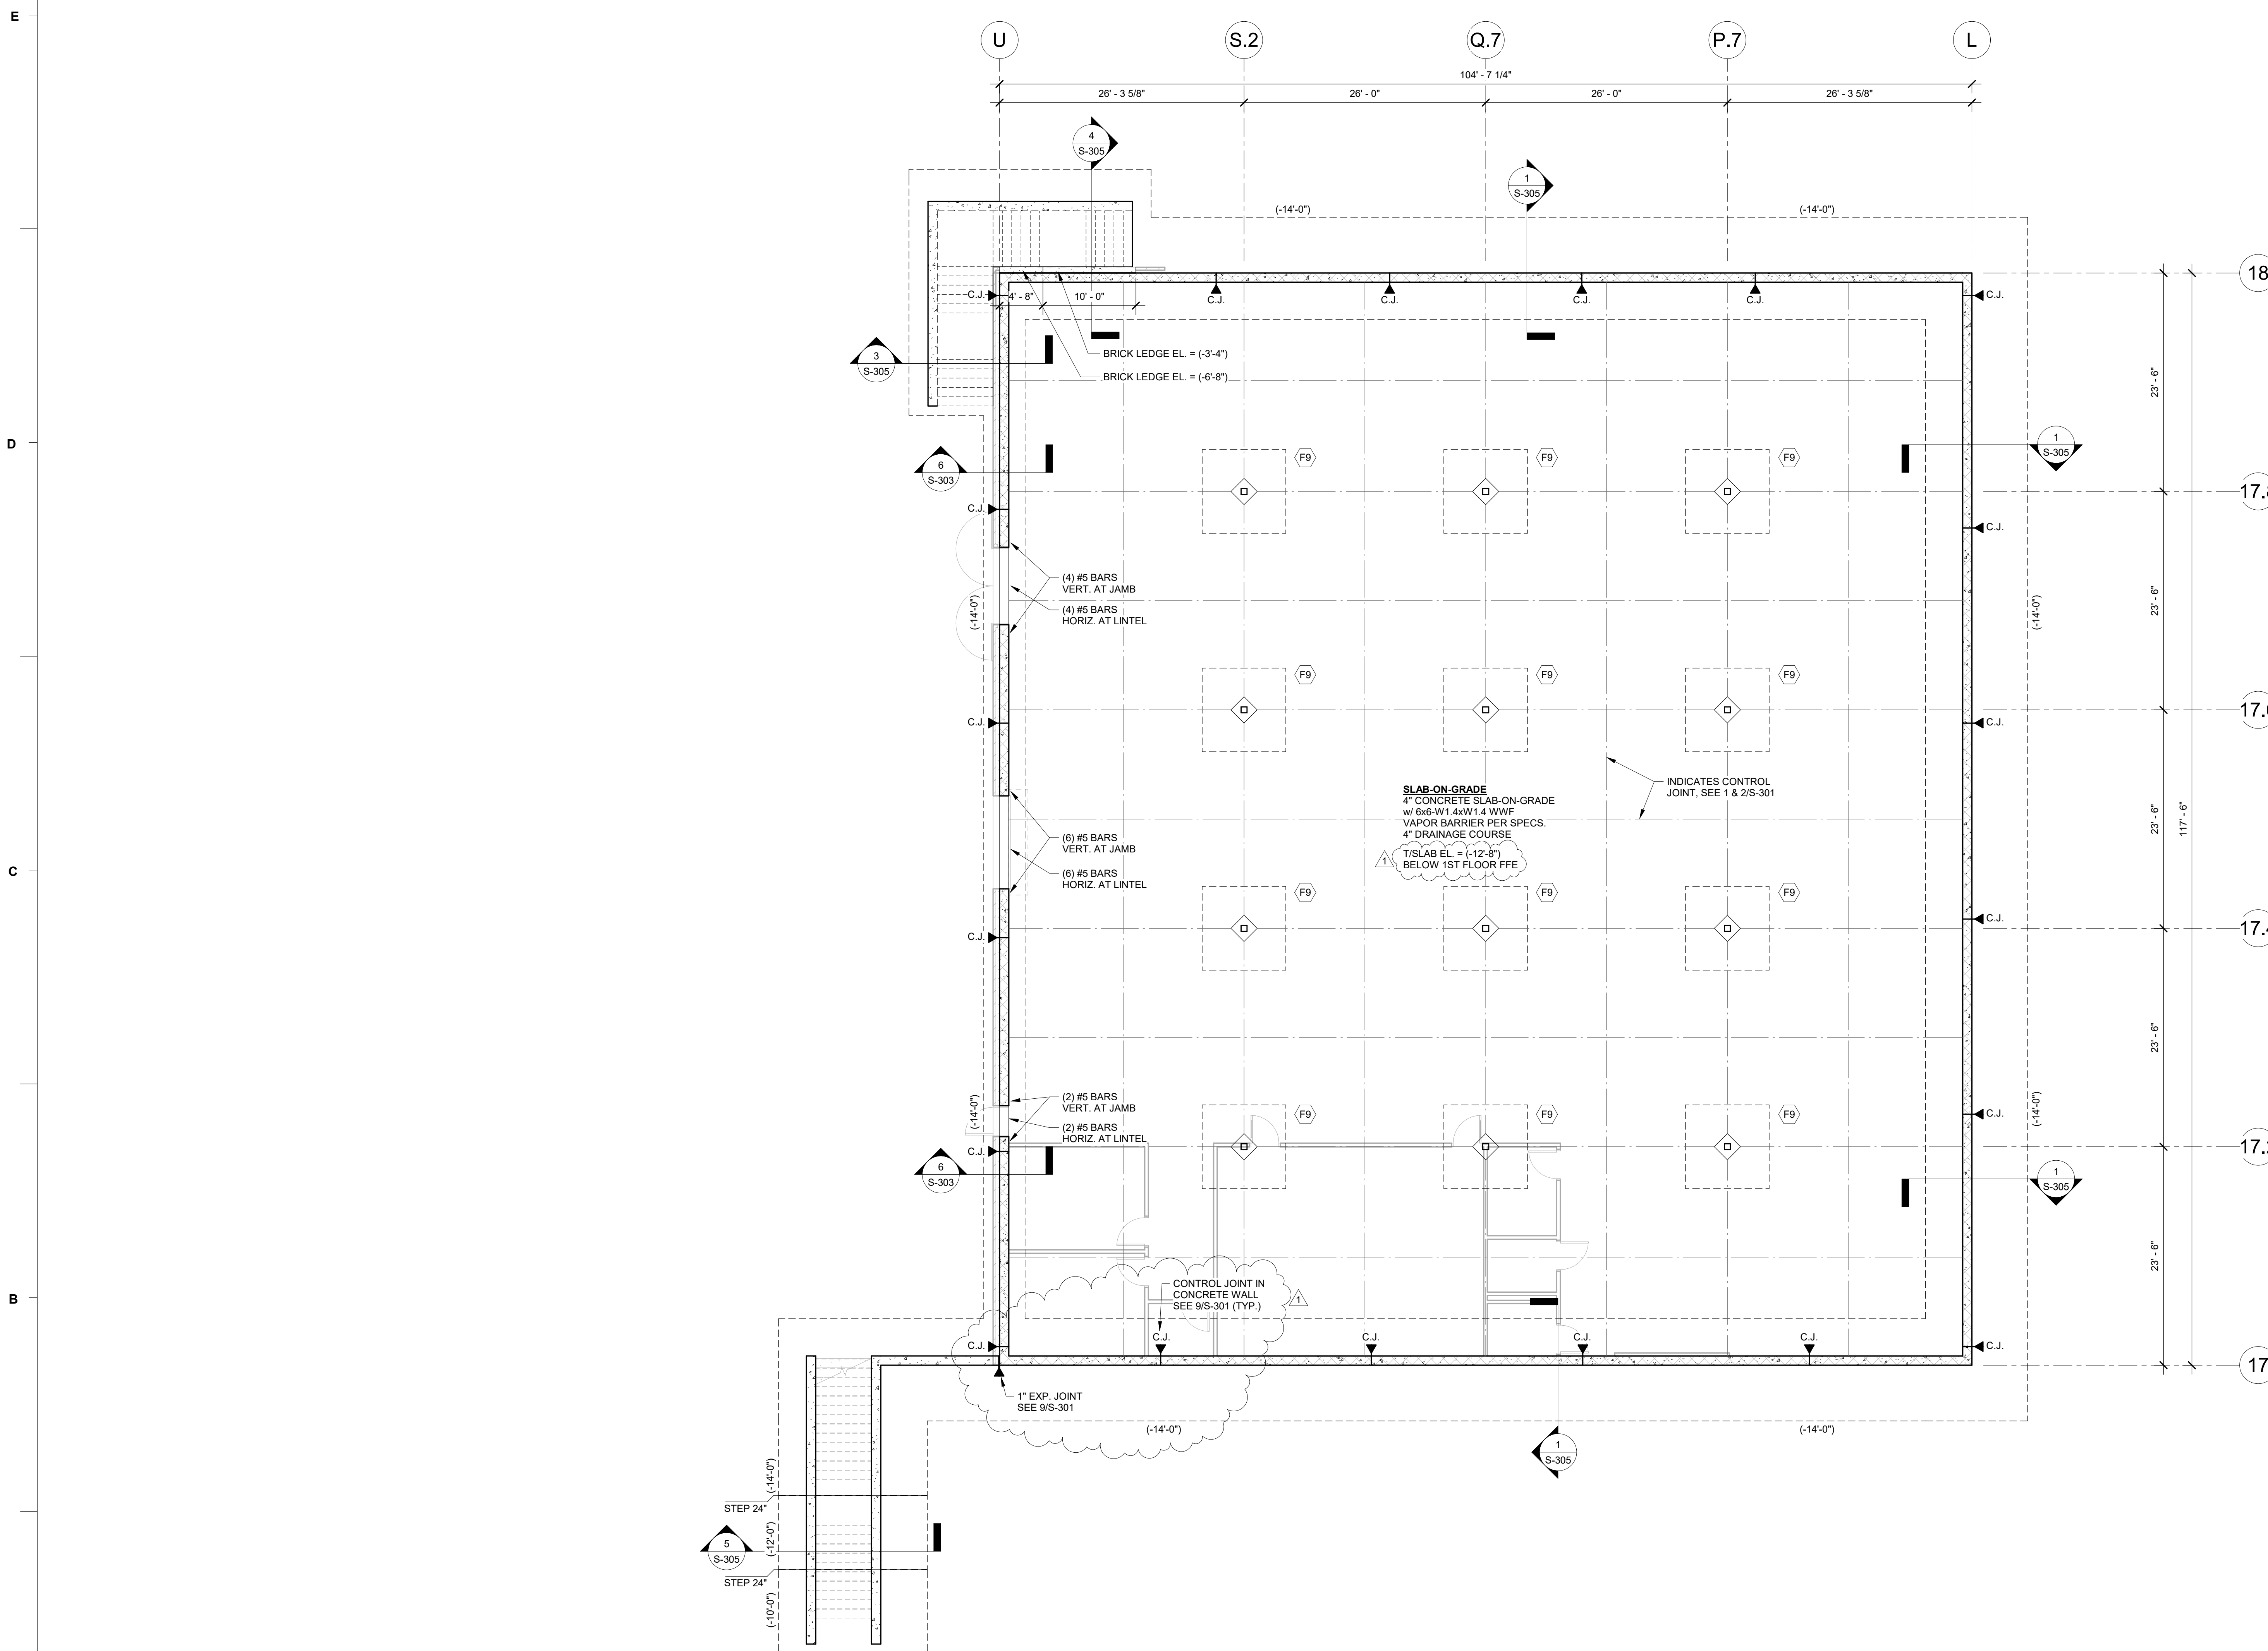 E
U
S.2
Q.7
P.7
L
104' - 7 1/4"
26' - 3 5/8"
26' - 0"
26' - 0"
26' - 3 5/8"
4
S-305
1
S-305
(-14'-0")
(-14'-0")
18
C.J.
4' - 8"
10' - 0"
C.J.
C.J.
C.J.
C.J.
C.J.
3
S-305
BRICK LEDGE EL. = (-3'-4")
BRICK LEDGE EL. = (-6'-8")
23' - 6"
D
6
S-303
F9
F9
F9
1
S-305
17.8
C.J.
C.J.
(4) #5 BARS
VERT. AT JAMB
(4) #5 BARS
HORIZ. AT LINTEL
(-14'-0")
(-14'-0")
23' - 6"
F9
F9
F9
C.J.
C.J.
INDICATES CONTROL
JOINT, SEE 1 & 2/S-301
SLAB-ON-GRADE
4" CONCRETE SLAB-ON-GRADE
w/ 6x6-W1.4xW1.4 WWF
VAPOR BARRIER PER SPECS.
4" DRAINAGE COURSE
T/SLAB EL. = (-12'-8")
BELOW 1ST FLOOR FFE
1
23' - 6"
117' - 6"
(6) #5 BARS
VERT. AT JAMB
(6) #5 BARS
HORIZ. AT LINTEL
C
F9
F9
F9
C.J.
C.J.
17.4
23' - 6"
(2) #5 BARS
VERT. AT JAMB
(2) #5 BARS
HORIZ. AT LINTEL
(-14'-0")
(-14'-0")
F9
F9
F9
C.J.
C.J.
6
S-303
1
S-305
23' - 6"
B
CONTROL JOINT IN
CONCRETE WALL
SEE 9/S-301 (TYP.)
1
C.J.
C.J.
C.J.
C.J.
C.J.
C.J.
17
1" EXP. JOINT
SEE 9/S-301
(-14'-0")
(-14'-0")
1
S-305
(-14'-0")
STEP 24"
(-12'-0")
5
S-305
STEP 24"
(-10'-0")